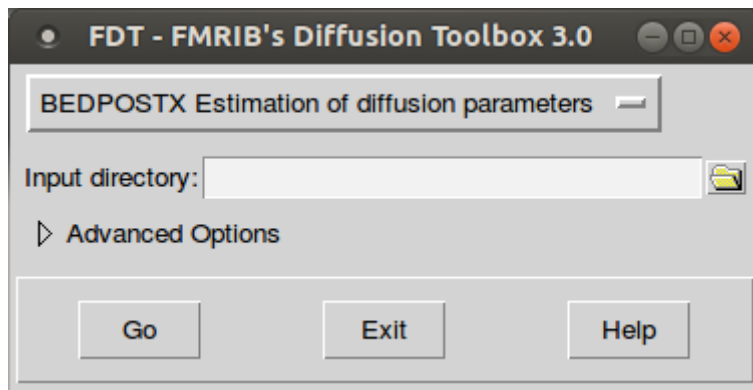 FDT - FMRIB's Diffusion Toolbox 3.0
BEDPOSTX Estimation of diffusion parameters
Input directory:
Advanced Options
Go Exit Help